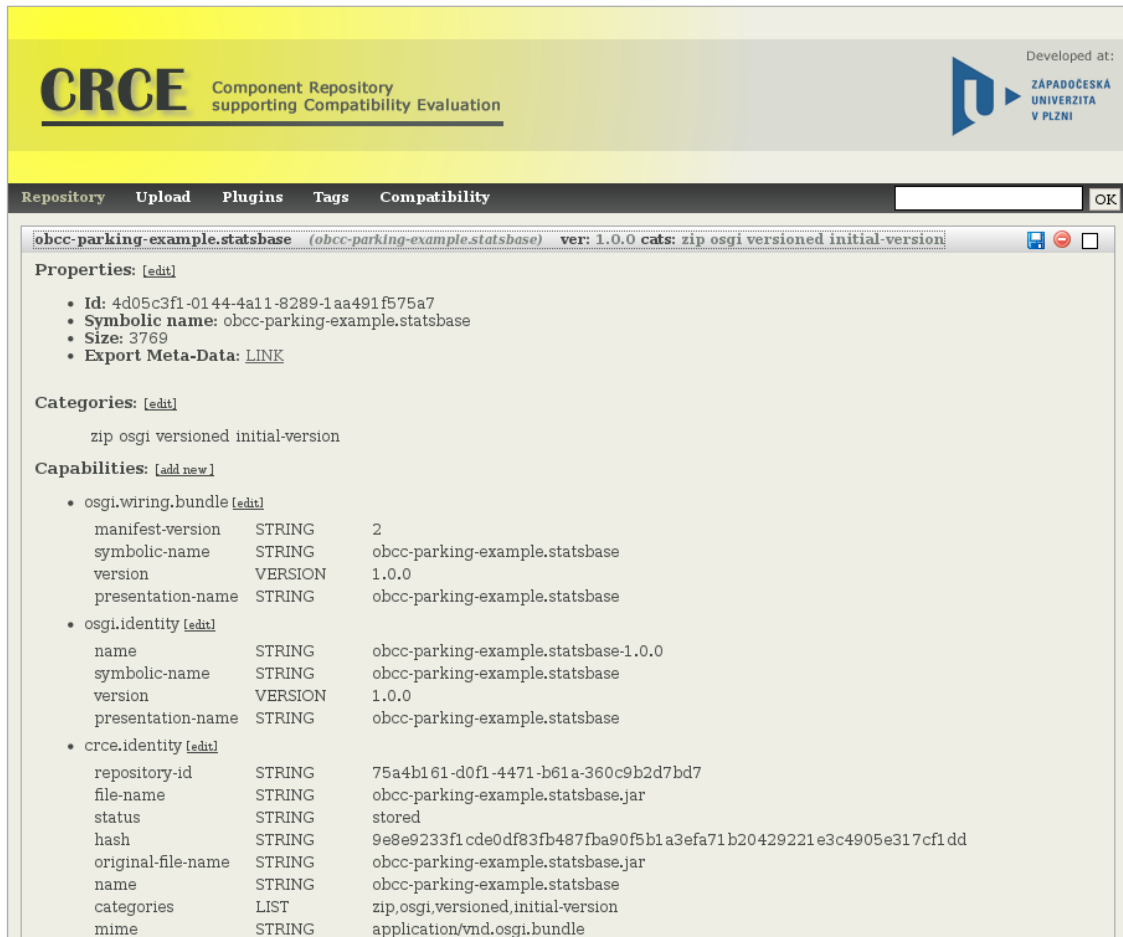 Developed at:
CRCE
Component Repository
supporting Compatibility Evaluation
ZÁPADOČESKÁ
UNIVERZITA
V PLZNI
Repository Upload Plugins Tags Compatibility OK
obcc-parking-example.statsbase (obcc-parking-example.statsbase) ver: 1.0.0 cats: zip osgi versioned initial-version
Properties: [edit]
• Id: 4d05c3f1-0144-4a11-8289-1aa491f575a7
• Symbolic name: obcc-parking-example.statsbase
• Size: 3769
• Export Meta-Data: LINK
Categories: [edit]
zip osgi versioned initial-version
Capabilities: [add new ]
• osgi.wiring.bundle [edit]
manifest-version STRING 2
symbolic-name STRING obcc-parking-example.statsbase
version VERSION 1.0.0
presentation-name STRING obcc-parking-example.statsbase
• osgi.identity [edit]
name STRING obcc-parking-example.statsbase-1.0.0
symbolic-name STRING obcc-parking-example.statsbase
version VERSION 1.0.0
presentation-name STRING obcc-parking-example.statsbase
• crce.identity [edit]
repository-id STRING 75a4b161-d0f1-4471-b61a-360c9b2d7bd7
file-name STRING obcc-parking-example.statsbase.jar
status STRING stored
hash STRING 9e8e9233f1cde0df83fb487fba90f5b1a3efa71b20429221e3c4905e317cf1dd
original-file-name STRING obcc-parking-example.statsbase.jar
name STRING obcc-parking-example.statsbase
categories LIST zip,osgi,versioned,initial-version
mime STRING application/vnd.osgi.bundle